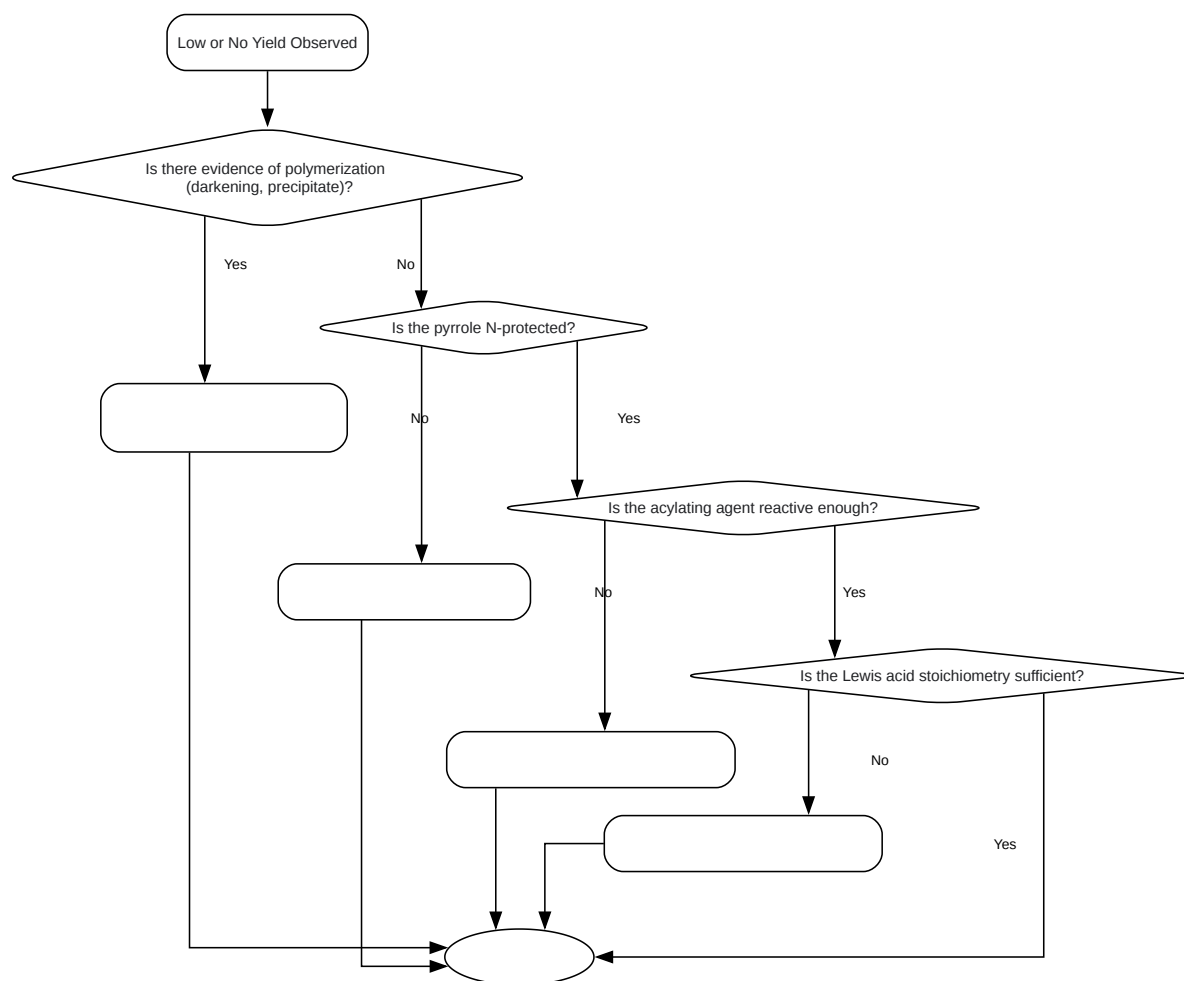 Low or No Yield Observed
Is there evidence of polymerization
(darkening, precipitate)?
Yes
No
Is the pyrrole N-protected?
No
Yes
Is the acylating agent reactive enough?
No
Yes
Is the Lewis acid stoichiometry sufficient?
No
Yes